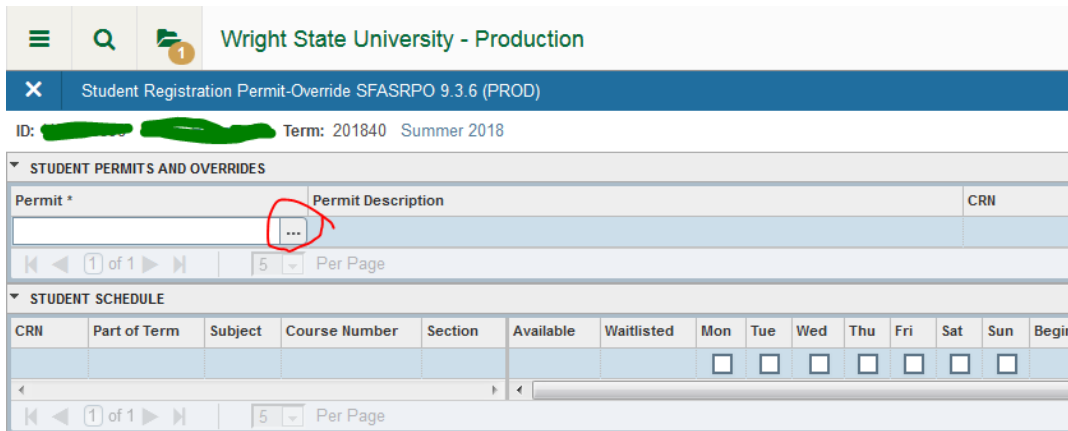 1
Wright State University - Production
Student Registration Permit-Override SFASRPO 9.3.6 (PROD)
ID: Term: 201840 Summer 2018
STUDENT PERMITS AND OVERRIDES
Permit * Permit Description CRN
...
1 of 1 5 Per Page
STUDENT SCHEDULE
CRN Part of Term Subject Course Number Section Available Waitlisted Mon Tue Wed Thu Fri Sat Sun Begin
1 of 1 5 Per Page